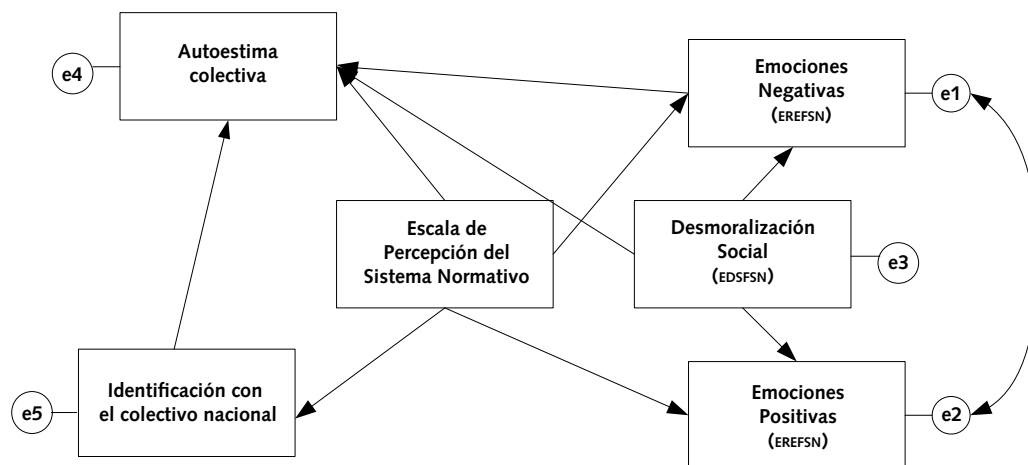 Autoestima
colectiva
e4
Emociones
Negativas
(EREFSN)
e1
Escala de
Percepción del
Sistema Normativo
Desmoralización
Social
(EDSFSN)
e3
Identificación con
el colectivo nacional
e5
Emociones
Positivas
(EREFSN)
e2